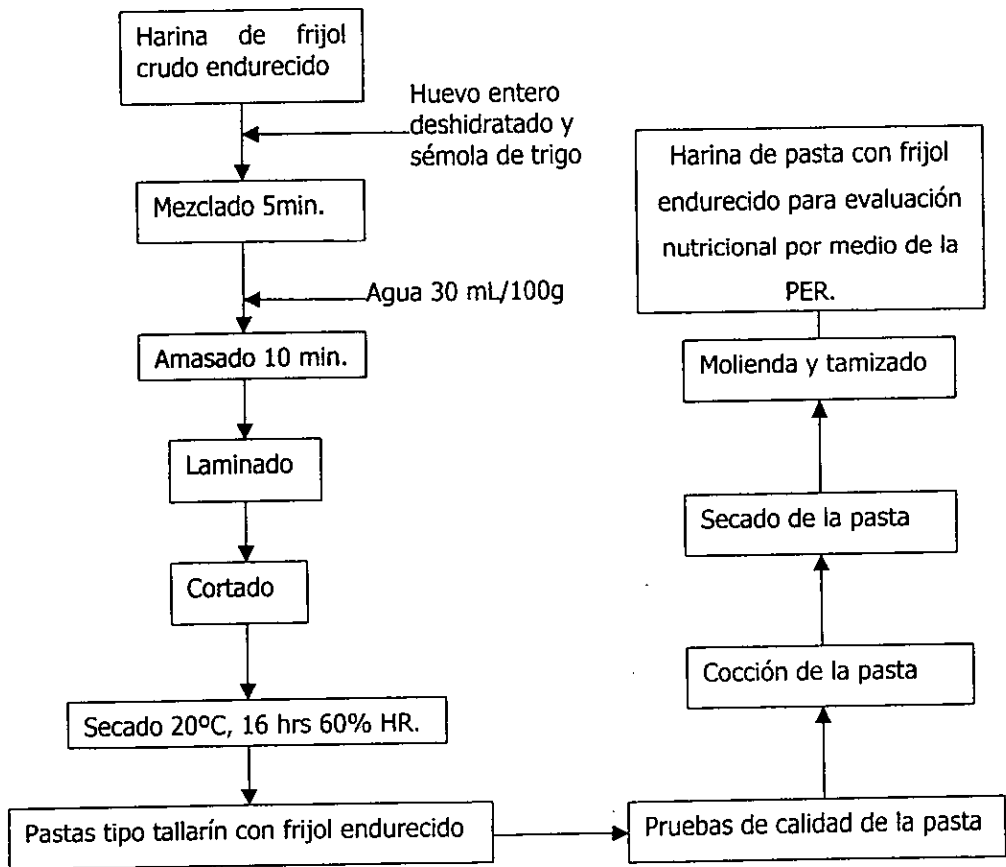 Harina de frijol
crudo endurecido
Huevo entero
deshidratado y
sémola de trigo
Mezclado 5min.
Agua 30 mL/100g
Amasado 10 min.
Laminado
Cortado
Secado 20ºC, 16 hrs 60% HR.
Pastas tipo tallarín con frijol endurecido
Pruebas de calidad de la pasta
Cocción de la pasta
Secado de la pasta
Molienda y tamizado
Harina de pasta con frijol
endurecido para evaluación
nutricional por medio de la
PER.